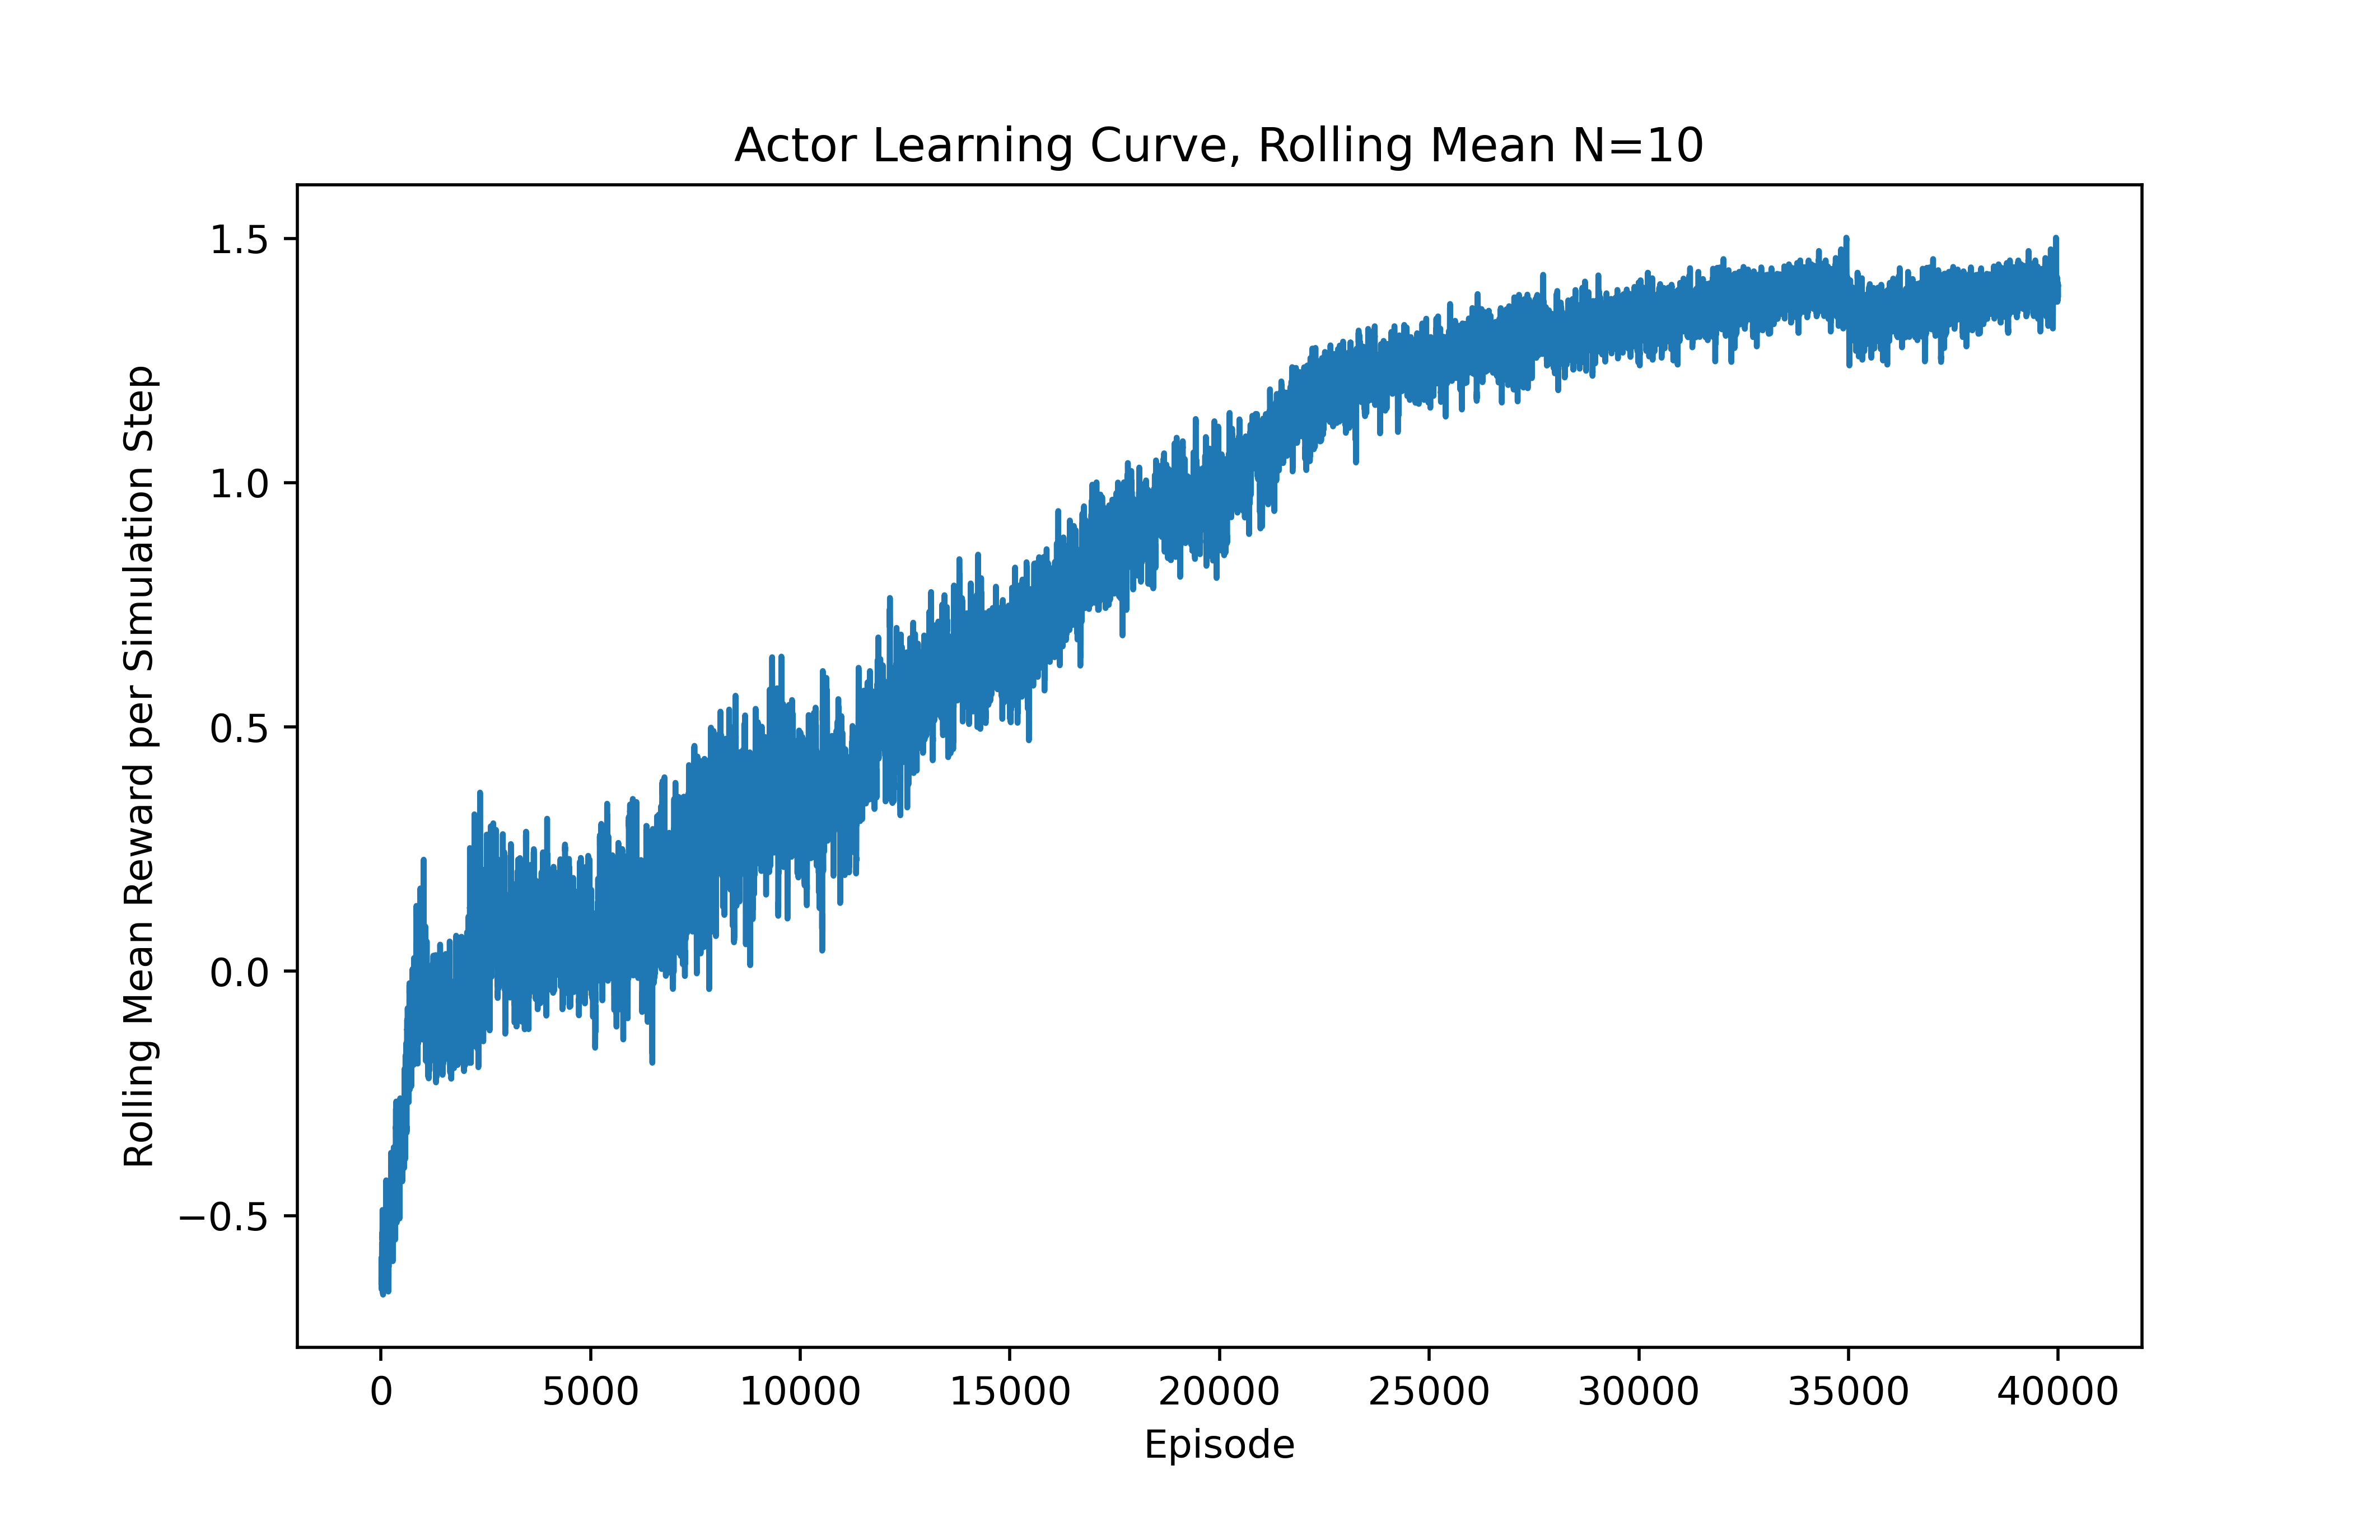 Actor Learning Curve, Rolling Mean N=10
Rolling Mean Reward per Simulation Step
1.5
1.0
0.5
0.0
−0.5
0 5000 10000 15000 20000 25000 30000 35000 40000
Episode